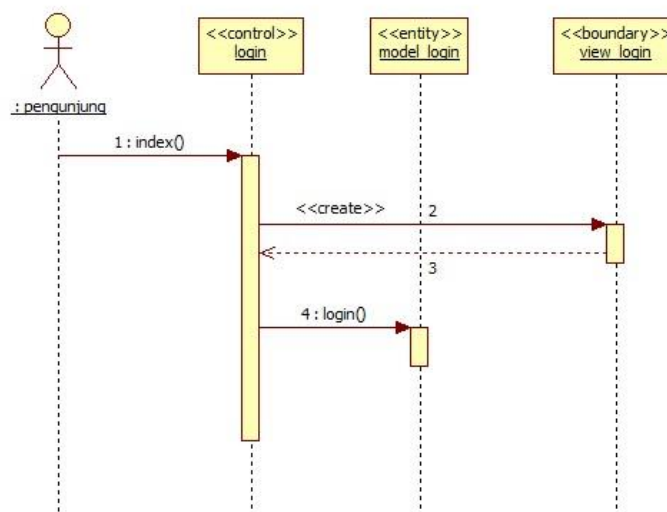 <<control>>
login
<<entity>>
model_login
<<boundary>>
view_login
: pengunjung
1 : index()
<<create>>
2
3
4 : login()